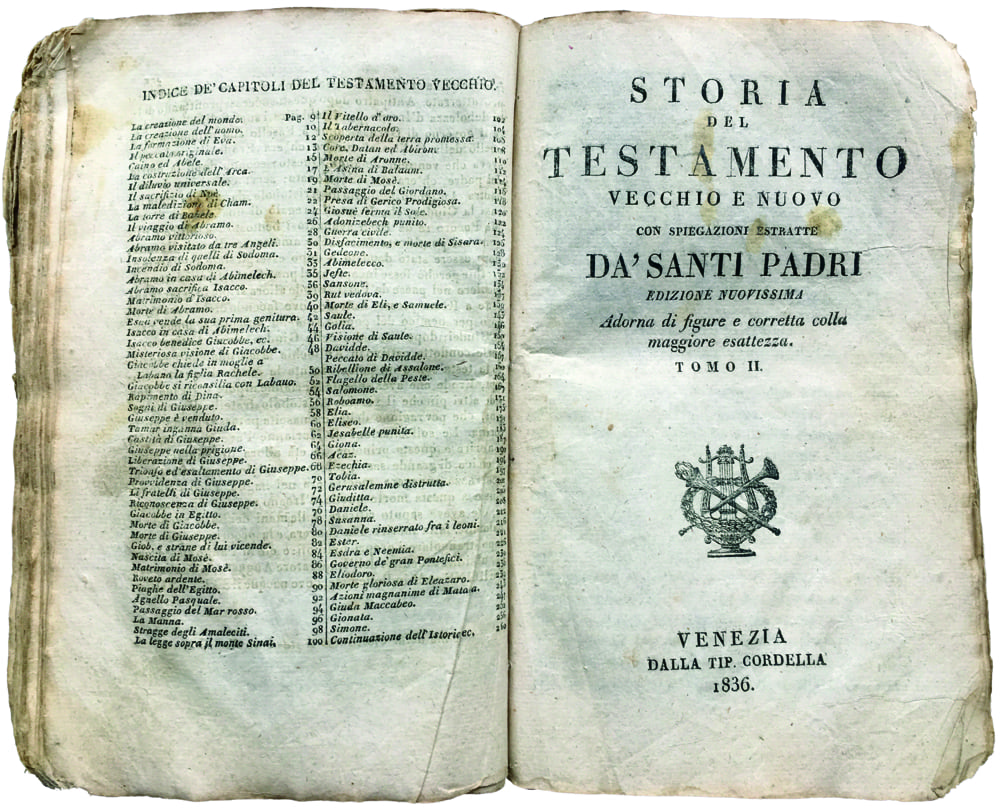 INDICE DE' CAPITOLI DEL TESTAMENTO VECCHIO.
La creazione del mondo. Pag. 9
La creazione dell'uomo. 10
La formazione di Eva. 12
Il peccato originale. 13
Caino ed Abele. 15
La costruzione dell'Arca. 17
Il diluvio universale. 19
Il sacrifizio di Noè. 21
La maledizione di Cham. 22
La torre di Babele. 24
Il viaggio di Abramo. 26
Abramo vittorioso. 28
Abramo visitato da tre Angeli. 30
Insolenza di quelli di Sodoma. 31
Incendio di Sodoma. 33
Abramo in casa di Abimelech. 35
Abramo sacrifica Isacco. 36
Matrimonio d'Isacco. 39
Morte di Abramo. 40
Esaù vende la sua prima genitura. 42
Isacco in casa di Abimelech. 44
Isacco benedice Giacobbe, ec. 46
Misteriosa visione di Giacobbe. 48
Giacobbe chiede in moglie a
Labano la figlia Rachele. 50
Giacobbe si riconsilia con Labano. 52
Rapimento di Dina. 54
Sogni di Giuseppe. 56
Giuseppe è venduto. 58
Tamar inganna Giuda. 60
Castità di Giuseppe. 62
Giuseppe nella prigione. 64
Liberazione di Giuseppe. 66
Trionfo ed esaltamento di Giuseppe. 68
Provvidenza di Giuseppe. 70
Li fratelli di Giuseppe. 72
Riconoscenza di Giuseppe. 74
Giacobbe in Egitto. 76
Morte di Giacobbe. 78
Morte di Giuseppe. 80
Giob, e strane di lui vicende. 82
Nascita di Mosè. 84
Matrimonio di Mosè. 86
Roveto ardente. 88
Piaghe dell'Egitto. 90
Agnello Pasquale. 92
Passaggio del Mar rosso. 94
La Manna. 96
Stragge degli Amaleciti. 98
La legge sopra il monte Sinai. 100
Il Vitello d'oro. 102
Il Tabernacolo.
Scoperta della terra promessa.
Core, Datan ed Abiron.
Morte di Aronne.
L'Asina di Balaam.
Morte di Mosè.
Passaggio del Giordano.
Presa di Gerico Prodigiosa.
Giosuè ferma il Sole.
Adonizebech punito.
Guerra civile.
Disfacimento, e morte di Sisara.
Gedeone.
Abimelecco.
Jefte.
Sansone.
Rut vedova.
Morte di Eli, e Samuele.
Saule.
Golia.
Visione di Saule.
Davidde.
Peccato di Davidde.
Ribellione di Assalone.
Flagello della Peste.
Salomone.
Roboamo.
Elia.
Eliseo.
Jesabelle punita.
Giona.
Acaz.
Ezechia.
Tobia.
Gerusalemme distrutta.
Giuditta.
Daniele.
Susanna.
Daniele rinserrato fra i leoni.
Ester.
Esdra e Neemia.
Governo de' gran Pontefici.
Eliodoro.
Morte gloriosa di Eleazaro.
Azioni magnanime di
Giuda Maccabeo.
Gionata.
Simone.
Continuazione dell'Istoric ec.
STORIA
DEL
TESTAMENTO
VECCHIO E NUOVO
CON SPIEGAZIONI ESTRATTE
DA' SANTI PADRI
EDIZIONE NUOVISSIMA
Adorna di figure e corretta colla
maggiore esattezza.
TOMO II.
VENEZIA
DALLA TIP. CORDELLA
1836.